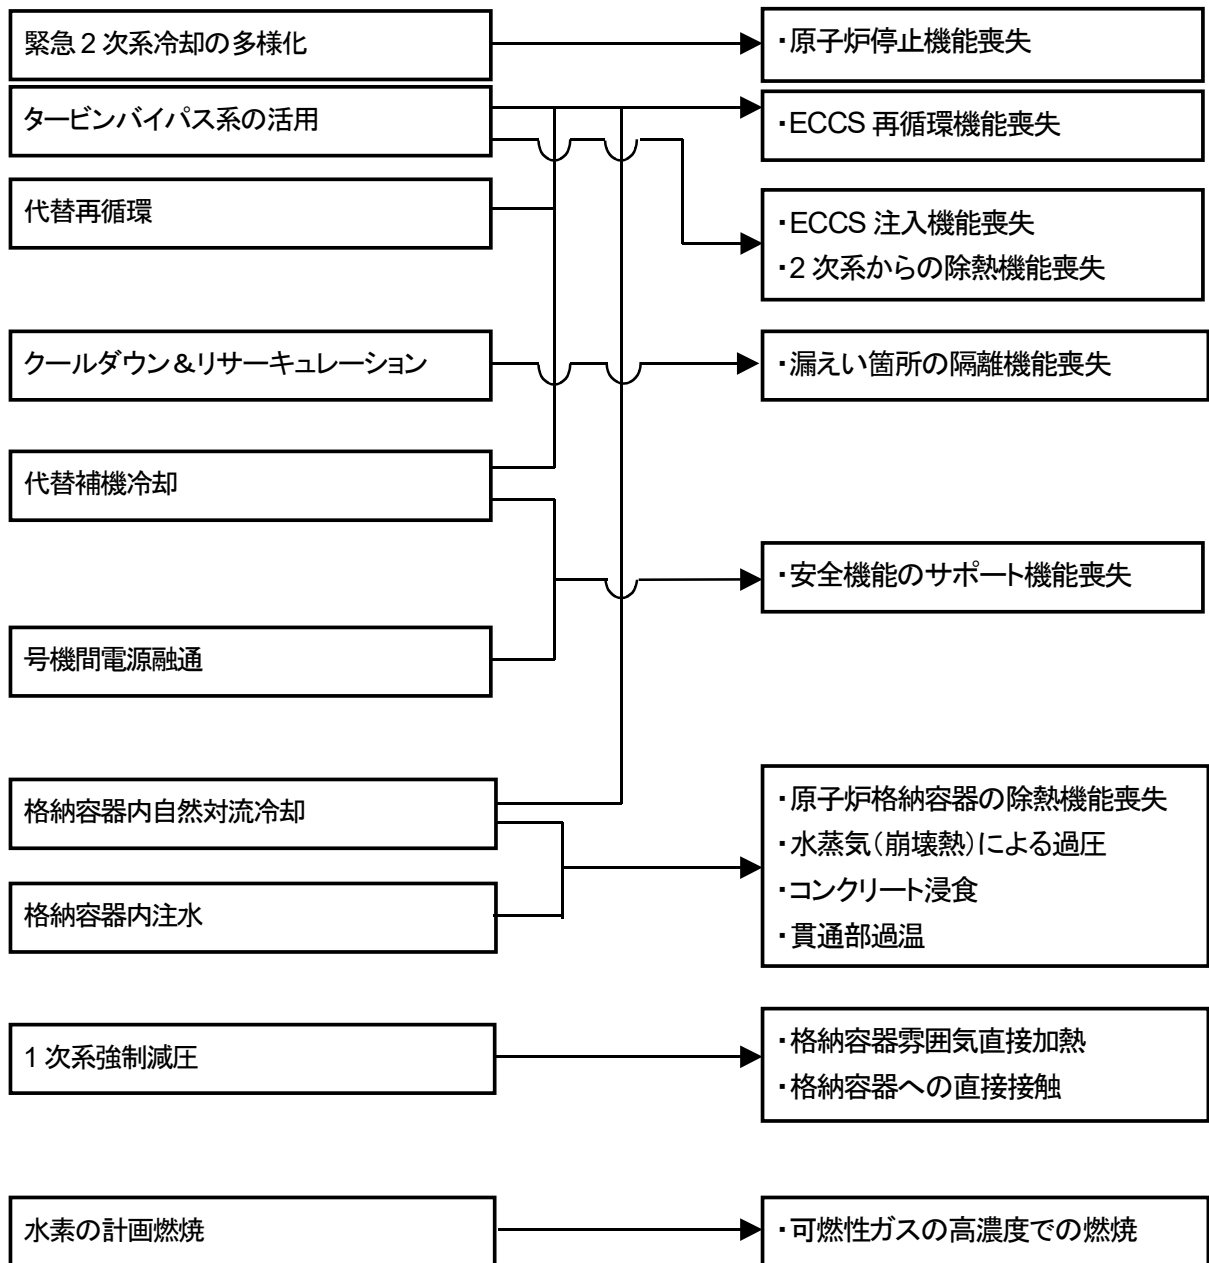 緊急2次系冷却の多様化
・原子炉停止機能喪失
タービンバイパス系の活用
・ECCS 再循環機能喪失
代替再循環
・ECCS 注入機能喪失
・2次系からの除熱機能喪失
クールダウン&リサーキュレーション
・漏えい箇所の隔離機能喪失
代替補機冷却
・安全機能のサポート機能喪失
号機間電源融通
格納容器内自然対流冷却
・原子炉格納容器の除熱機能喪失
・水蒸気(崩壊熱)による過圧
・コンクリート浸食
・貫通部過温
格納容器内注水
1次系強制減圧
・格納容器雰囲気直接加熱
・格納容器への直接接触
水素の計画燃焼
・可燃性ガスの高濃度での燃焼